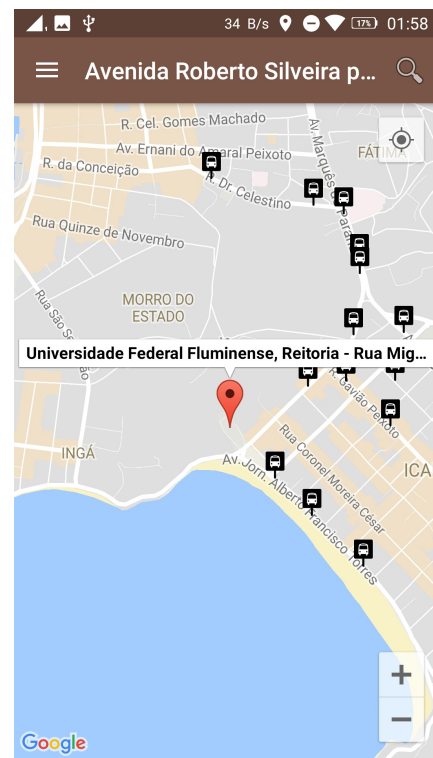 34 B/s 17% 01:58
Avenida Roberto Silveira p...
R. Cel. Gomes Machado
Av. Ernani do Amaral Peixoto
FÁTIMA
R. da Conceição
R. Dr. Celestino
Av. Marquês do Paraná
Rua Quinze de Novembro
MORRO DO
ESTADO
Universidade Federal Fluminense, Reitoria - Rua Mig...
R. Gavião Peixoto
Rua Coronel Moreira César
INGÁ
ICA
Av. Jorn. Alberto Francisco Torres
Google